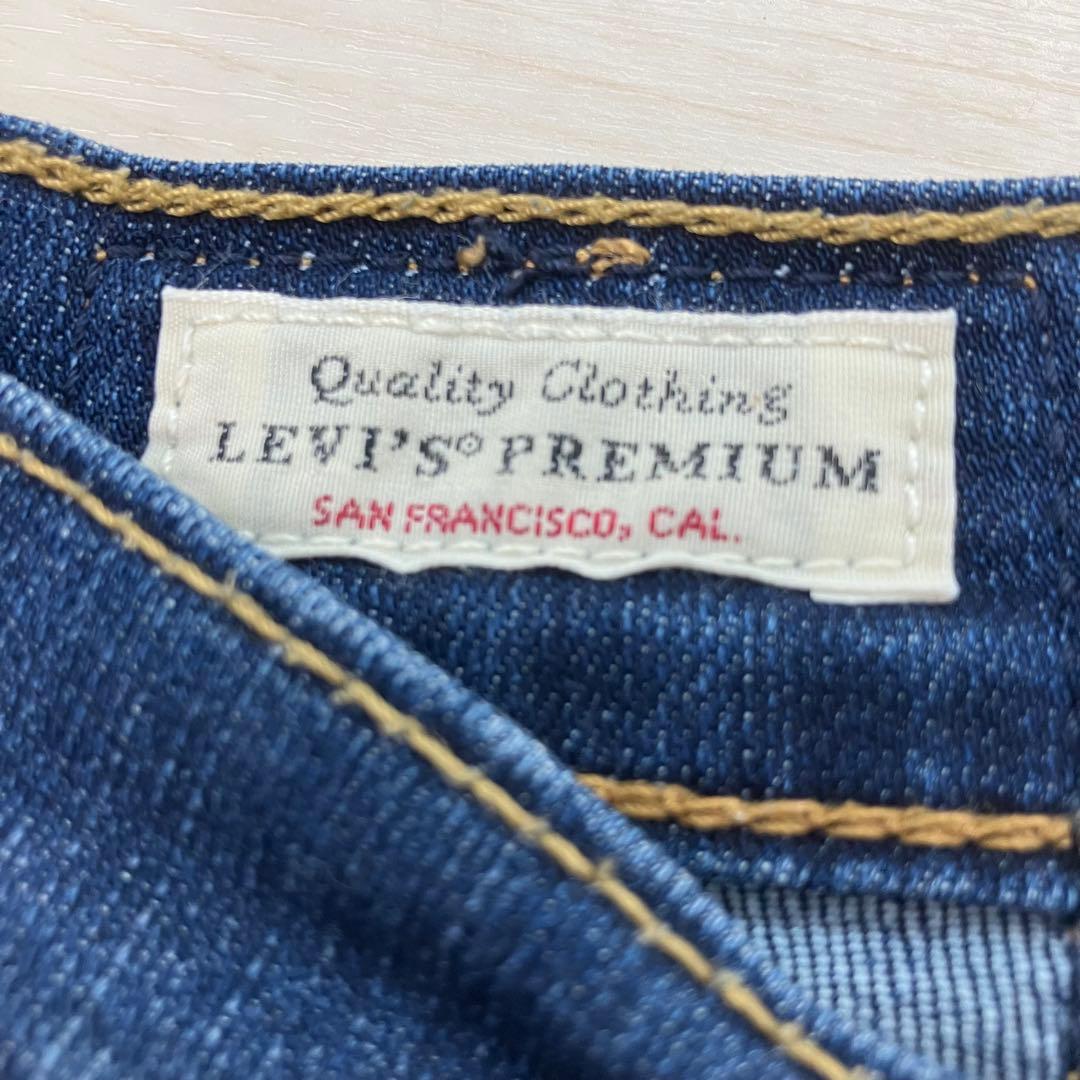 Quality Clothing
LEVI'S® PREMIUM
SAN FRANCISCO, CAL.